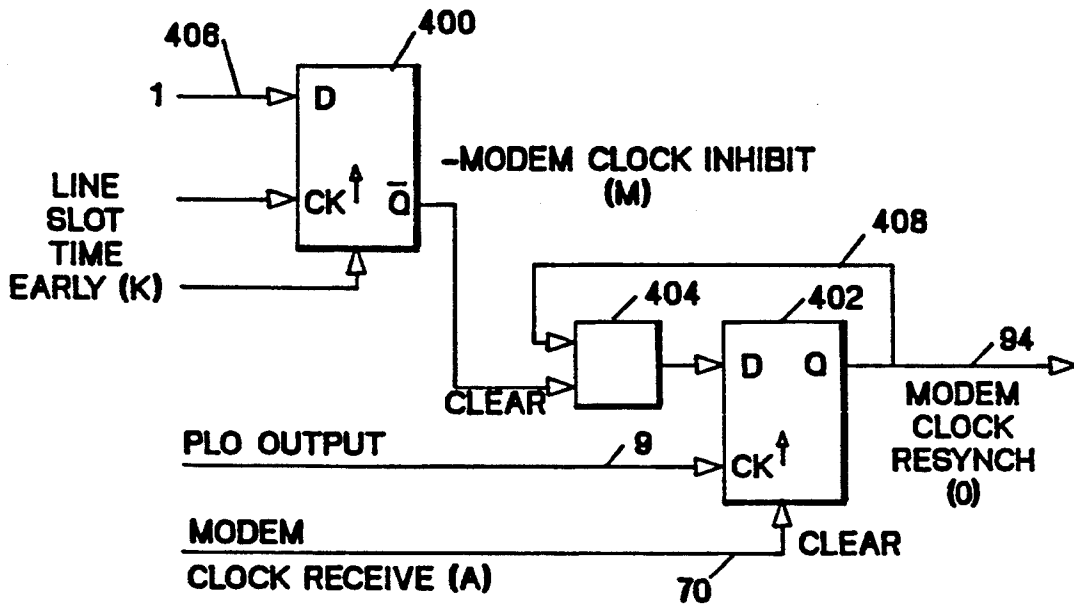 406
400
1
D
LINE
SLOT
TIME
EARLY (K)
CK
Q
-MODEM CLOCK INHIBIT
(M)
408
404
402
D
Q
94
CLEAR
MODEM
CLOCK
RESYNCH
(0)
PLO OUTPUT
9
CK
MODEM
CLOCK RECEIVE (A)
70
CLEAR